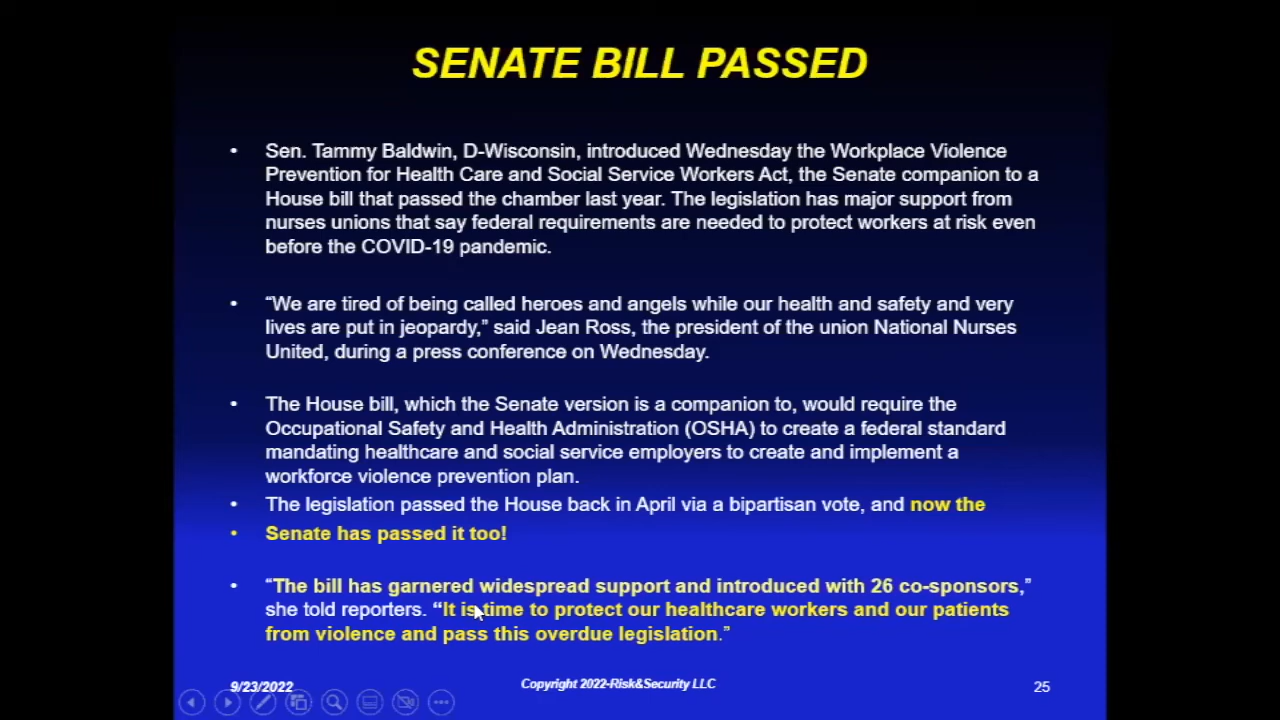 SENATE BILL PASSED
• Sen. Tammy Baldwin, D-Wisconsin, introduced Wednesday the Workplace Violence
Prevention for Health Care and Social Service Workers Act, the Senate companion to a
House bill that passed the chamber last year. The legislation has major support from
nurses unions that say federal requirements are needed to protect workers at risk even
before the COVID-19 pandemic.
• “We are tired of being called heroes and angels while our health and safety and very
lives are put in jeopardy,” said Jean Ross, the president of the union National Nurses
United, during a press conference on Wednesday.
• The House bill, which the Senate version is a companion to, would require the
Occupational Safety and Health Administration (OSHA) to create a federal standard
mandating healthcare and social service employers to create and implement a
workforce violence prevention plan.
• The legislation passed the House back in April via a bipartisan vote, and now the
• Senate has passed it too!
• “The bill has garnered widespread support and introduced with 26 co-sponsors,”
she told reporters. “It is time to protect our healthcare workers and our patients
from violence and pass this overdue legislation.”
9/23/2022
Copyright 2022-Risk&Security LLC
25